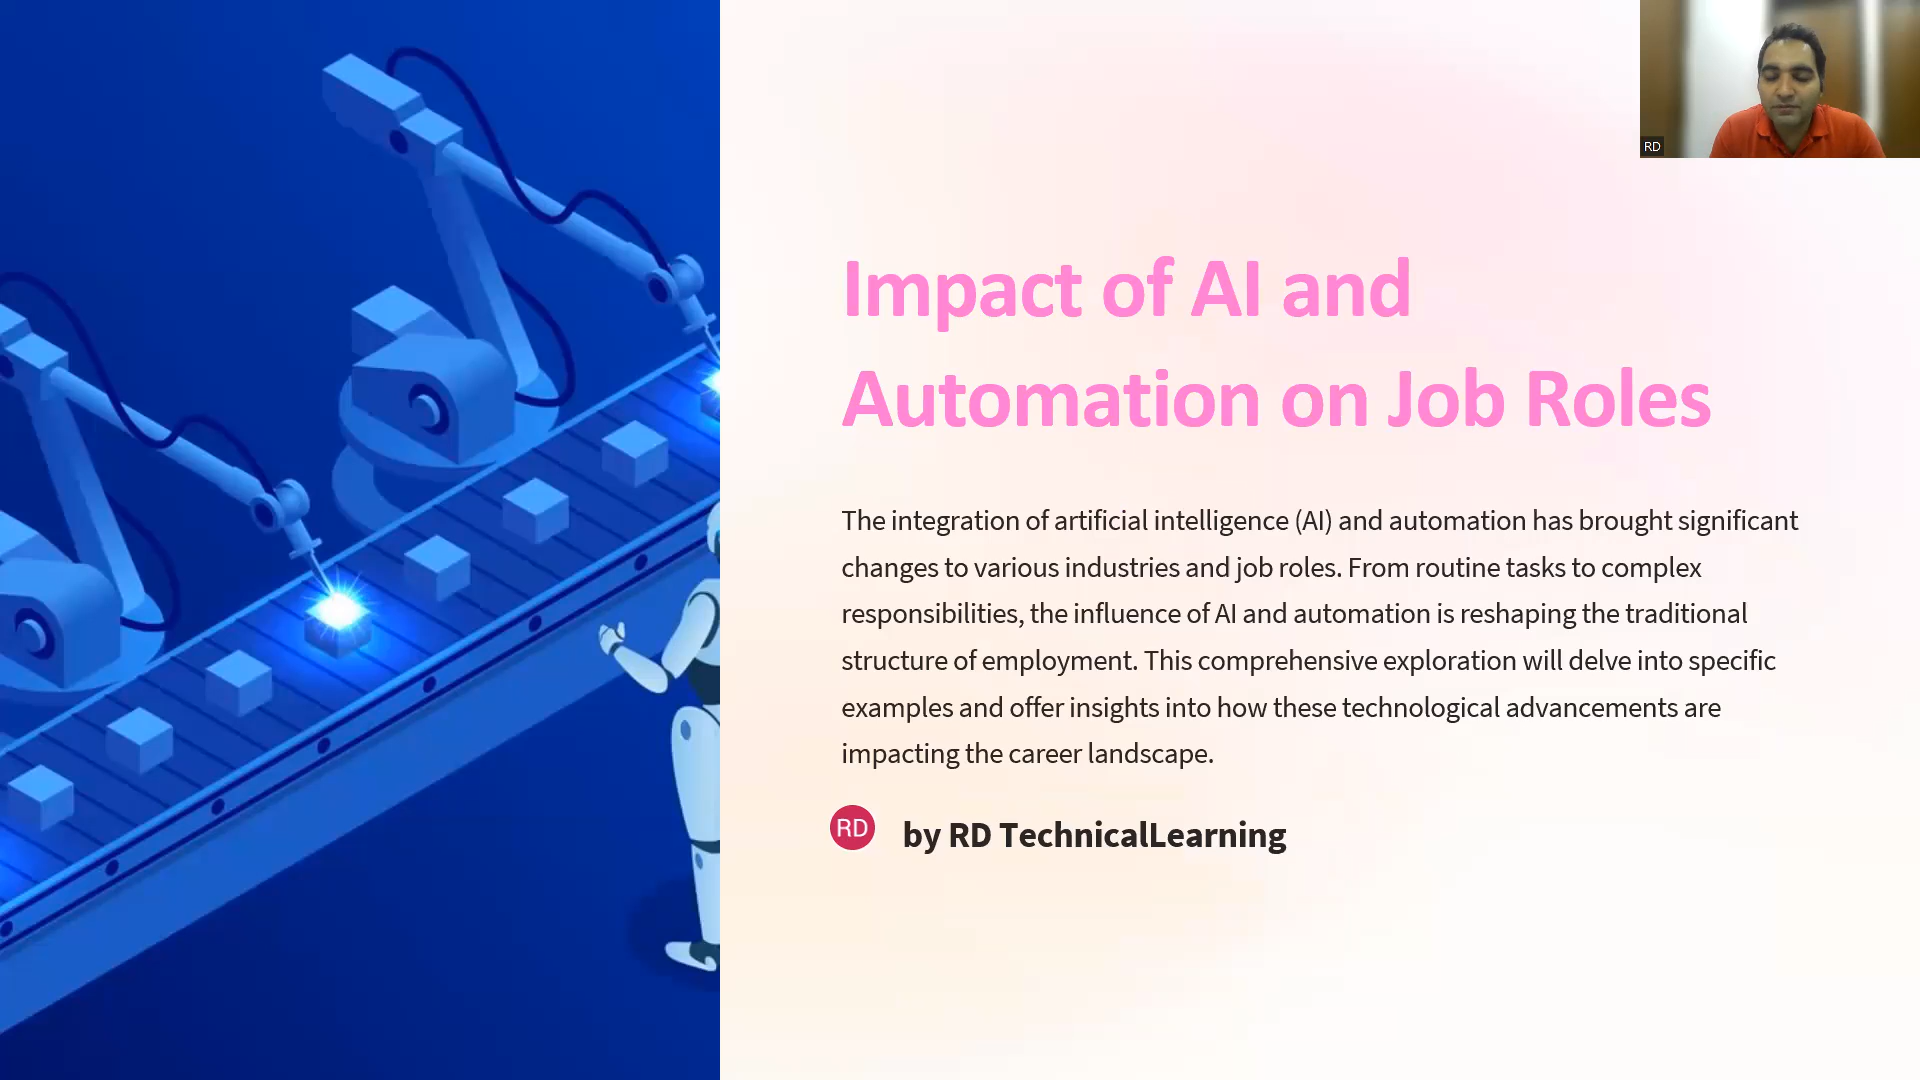 RD
Impact of AI and
Automation on Job Roles
The integration of artificial intelligence (AI) and automation has brought significant
changes to various industries and job roles. From routine tasks to complex
responsibilities, the influence of AI and automation is reshaping the traditional
structure of employment. This comprehensive exploration will delve into specific
examples and offer insights into how these technological advancements are
impacting the career landscape.
RD by RD TechnicalLearning